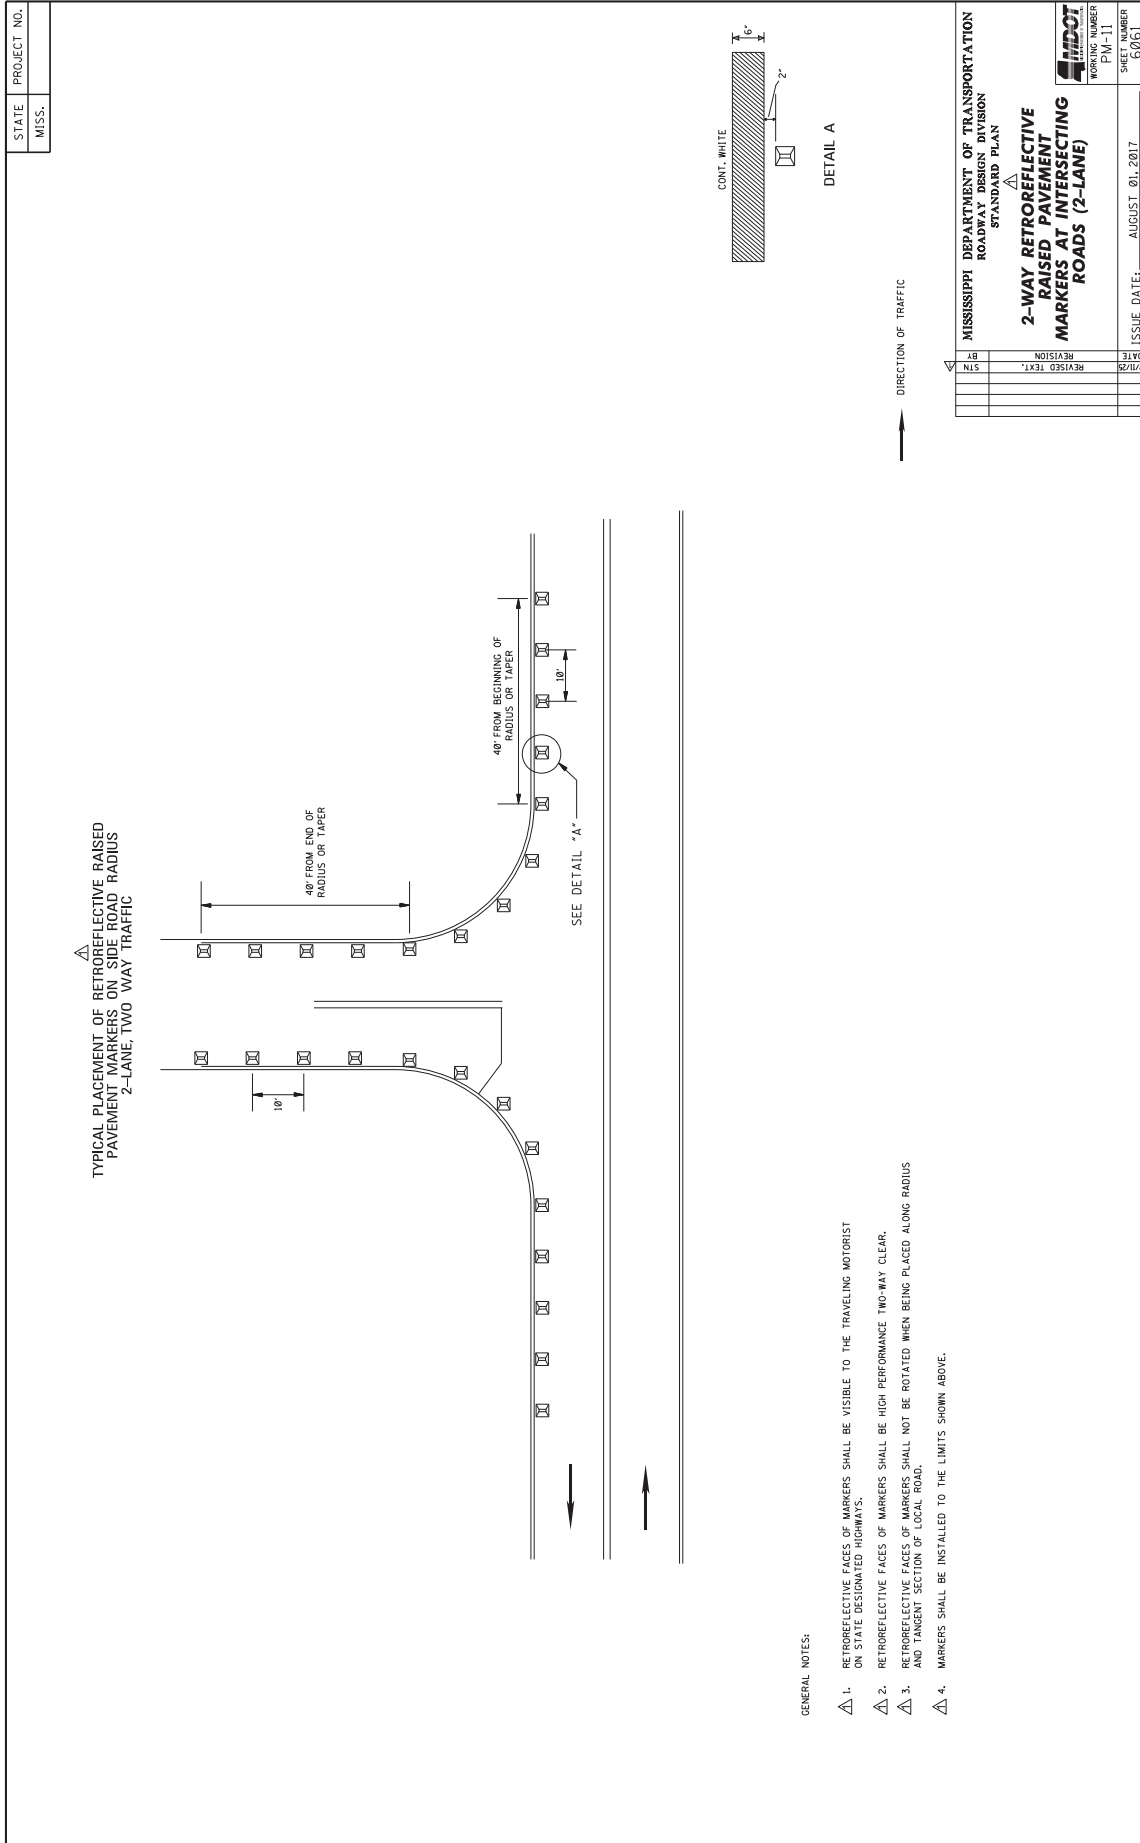 STATE PROJECT NO.
MISS.
TYPICAL PLACEMENT OF RETROREFLECTIVE RAISED
PAVEMENT MARKERS ON SIDE ROAD RADIUS
2-LANE, TWO WAY TRAFFIC
10'
40' FROM END OF
RADIUS OR TAPER
40' FROM BEGINNING OF
RADIUS OR TAPER
10'
SEE DETAIL "A"
CONT. WHITE
6"
2"
DETAIL A
DIRECTION OF TRAFFIC
GENERAL NOTES:
1. RETROREFLECTIVE FACES OF MARKERS SHALL BE VISIBLE TO THE TRAVELING MOTORIST
ON STATE DESIGNATED HIGHWAYS.
2. RETROREFLECTIVE FACES OF MARKERS SHALL BE HIGH PERFORMANCE TWO-WAY CLEAR.
3. RETROREFLECTIVE FACES OF MARKERS SHALL NOT BE ROTATED WHEN BEING PLACED ALONG RADIUS
AND TANGENT SECTION OF LOCAL ROAD.
4. MARKERS SHALL BE INSTALLED TO THE LIMITS SHOWN ABOVE.
BY REVISION DATE
STN REVISED TEXT.
MISSISSIPPI DEPARTMENT OF TRANSPORTATION
ROADWAY DESIGN DIVISION
STANDARD PLAN
2-WAY RETROREFLECTIVE
RAISED PAVEMENT
MARKERS AT INTERSECTING
ROADS (2-LANE)
MDOT
WORKING NUMBER
PM-11
SHEET NUMBER
6061
ISSUE DATE: AUGUST 01, 2017